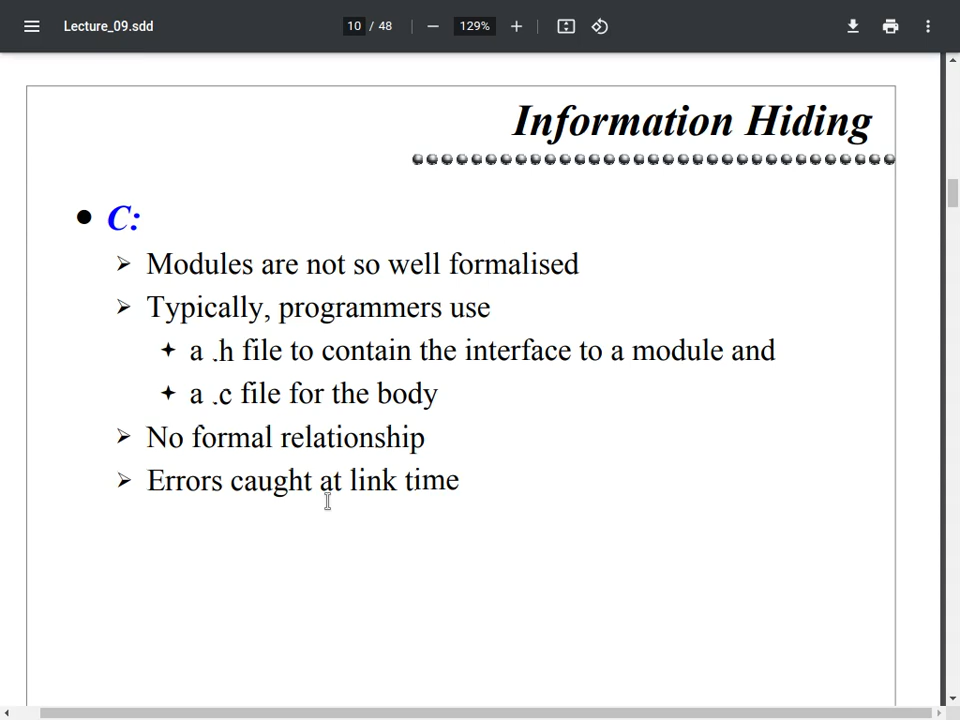 Lecture_09.sdd
10 / 48
129%
Information Hiding
C:
Modules are not so well formalised
Typically, programmers use
a .h file to contain the interface to a module and
a .c file for the body
No formal relationship
Errors caught at link time